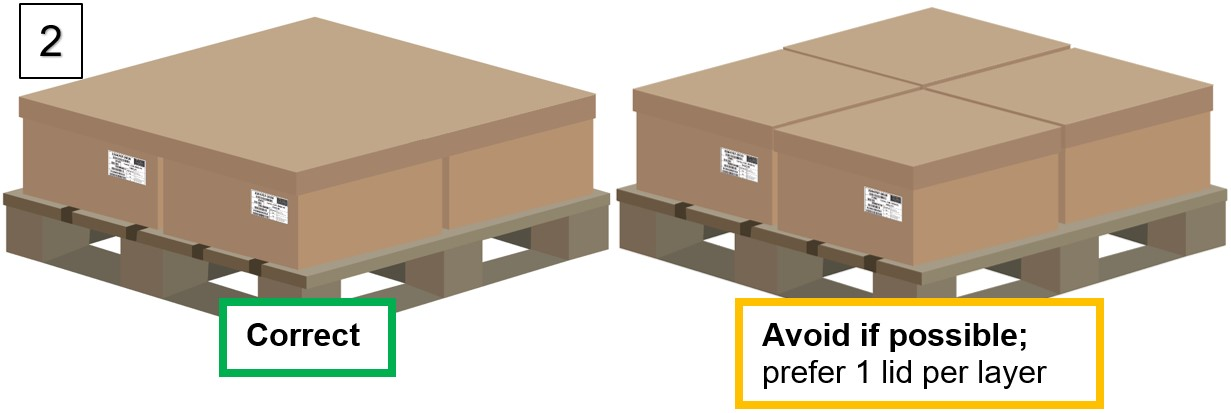 2
Correct
Avoid if possible;
prefer 1 lid per layer